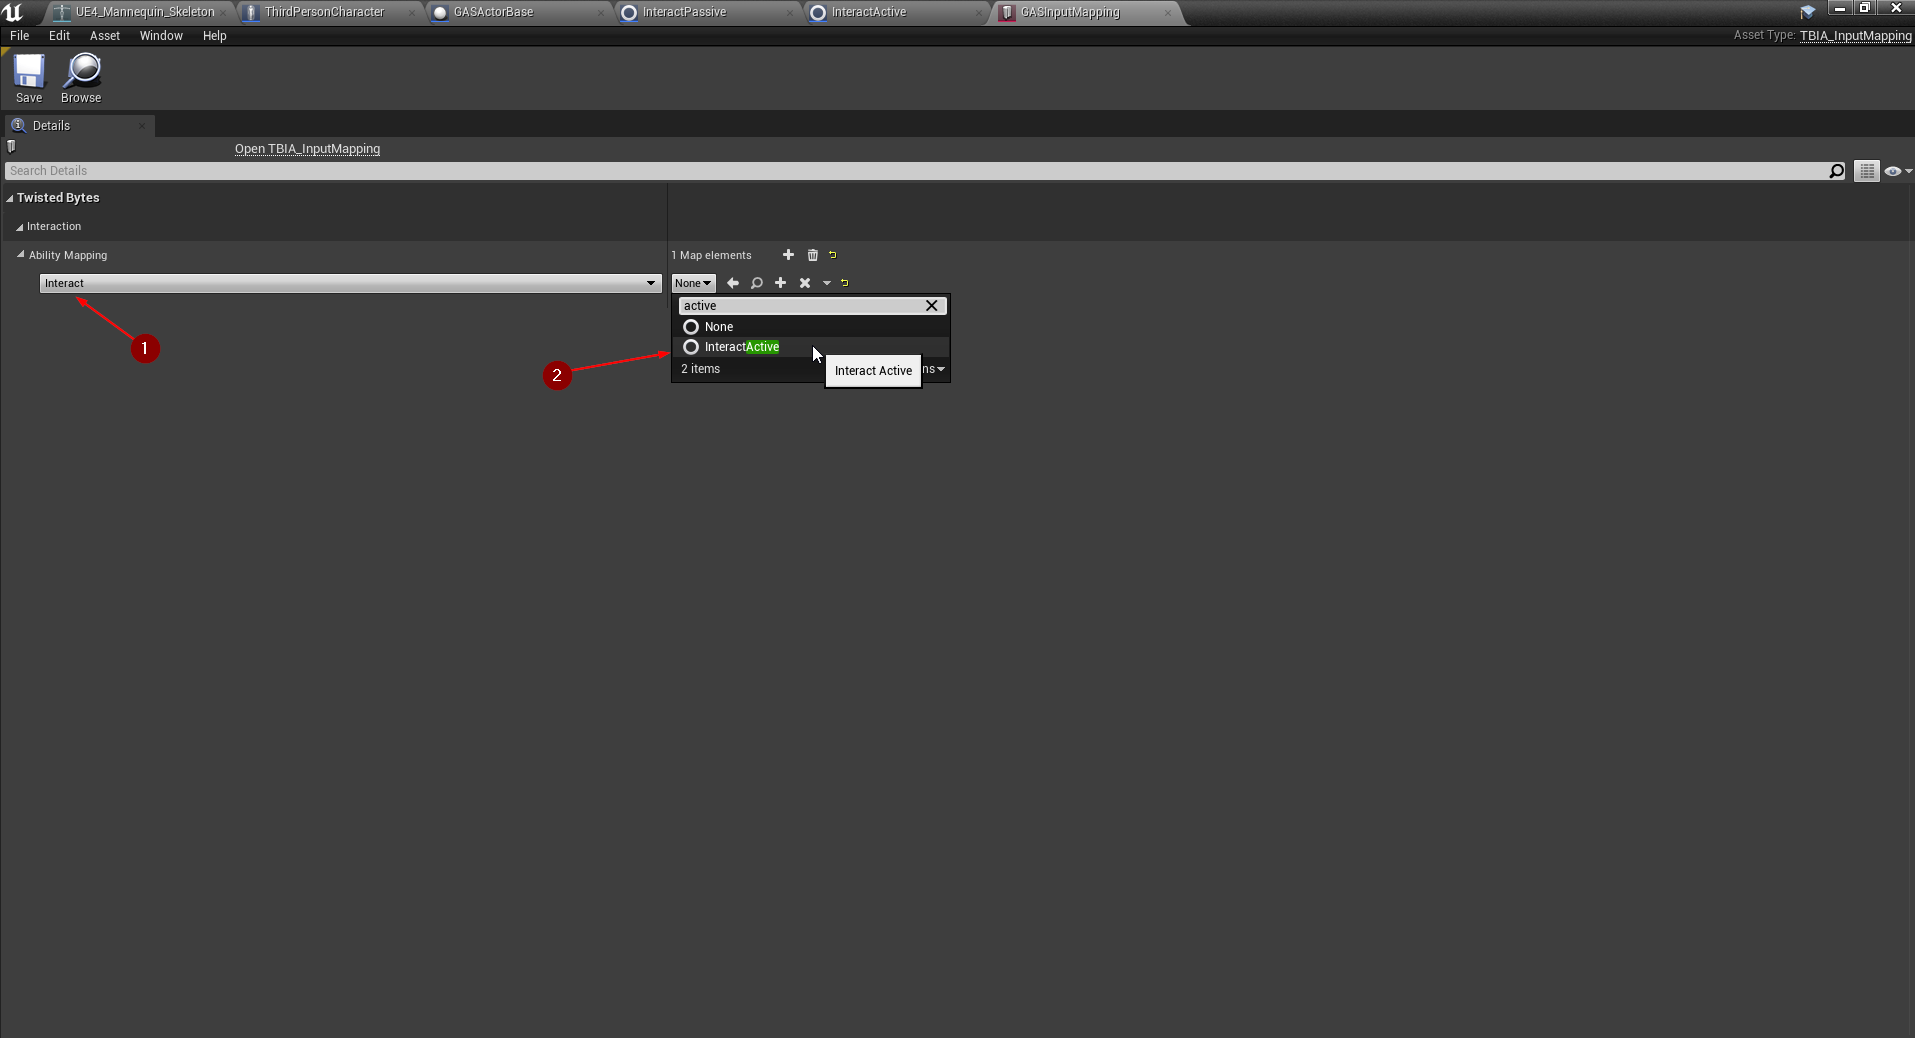 UE4_Mannequin_Skeleton
ThirdPersonCharacter
GASActorBase
InteractPassive
InteractActive
GASInputMapping
File Edit Asset Window Help
Asset Type: TBIA_InputMapping
Save
Browse
Details
Open TBIA_InputMapping
Search Details
Twisted Bytes
Interaction
Ability Mapping
1 Map elements
Interact
None
active
None
InteractActive
2 items
ns
Interact Active
1
2